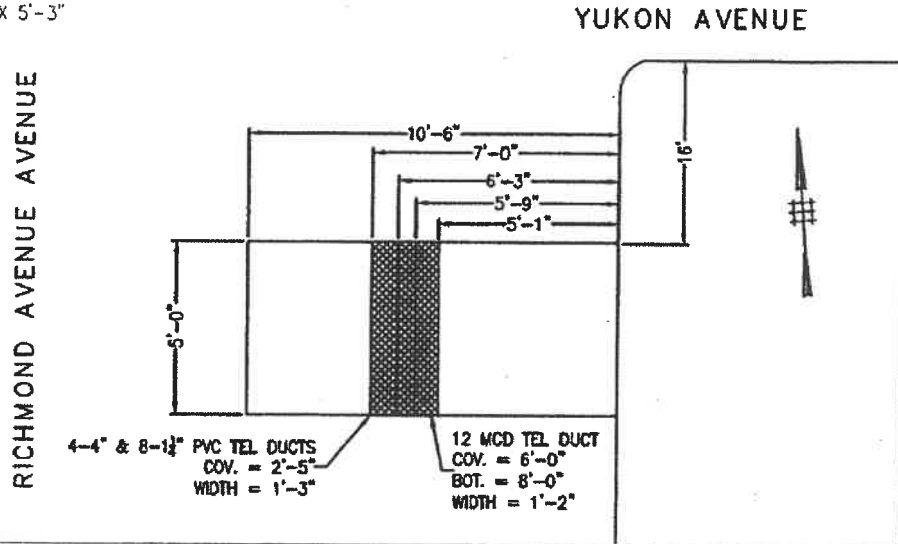 X 5'-3"
YUKON AVENUE
RICHMOND AVENUE AVENUE
10'-6"
7'-0"
6'-3"
5'-9"
5'-1"
16'
5'-0"
4-4" & 8-1¼" PVC TEL DUCTS
COV. = 2'-5"
WIDTH = 1'-3"
12 MCD TEL DUCT
COV. = 6'-0"
BOT. = 8'-0"
WIDTH = 1'-2"